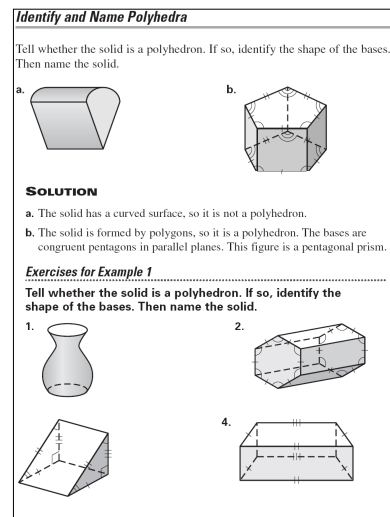 Identify and Name Polyhedra
Tell whether the solid is a polyhedron. If so, identify the shape of the bases.
Then name the solid.
a.
b.
SOLUTION
a. The solid has a curved surface, so it is not a polyhedron.
b. The solid is formed by polygons, so it is a polyhedron. The bases are
congruent pentagons in parallel planes. This figure is a pentagonal prism.
Exercises for Example 1
Tell whether the solid is a polyhedron. If so, identify the
shape of the bases. Then name the solid.
1.
2.
4.